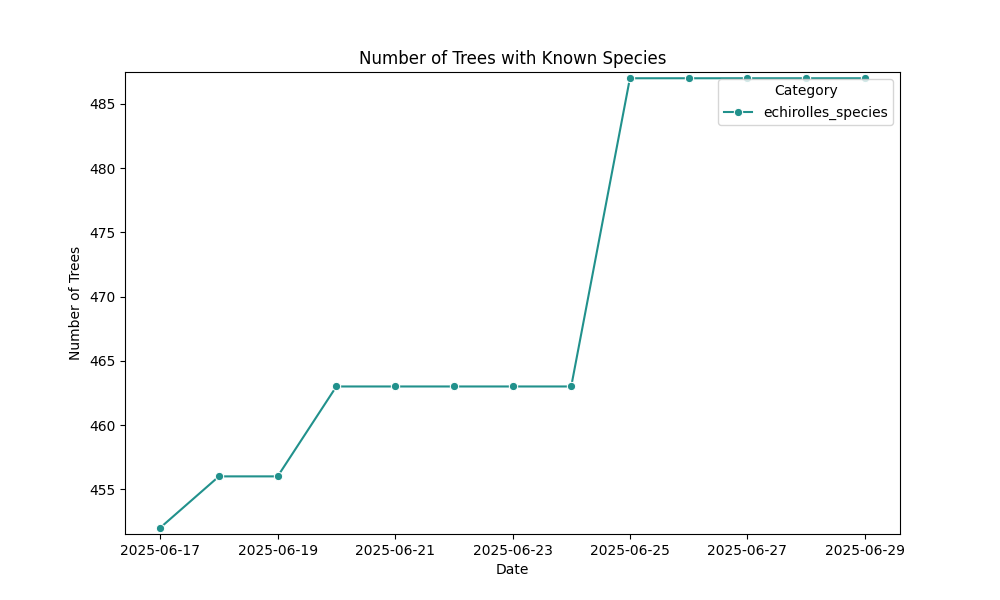 Number of Trees with Known Species
Category
echirolles_species
485
480
475
470
465
460
455
Number of Trees
2025-06-17 2025-06-19 2025-06-21 2025-06-23 2025-06-25 2025-06-27 2025-06-29
Date